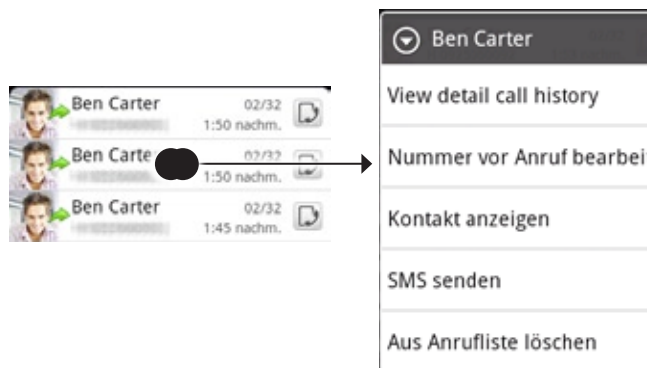 Ben Carter 02/32
1:50 nachm.
Ben Carte 02/32
1:50 nachm.
Ben Carter 02/32
1:45 nachm.
Ben Carter
View detail call history
Nummer vor Anruf bearbeit
Kontakt anzeigen
SMS senden
Aus Anrufliste löschen